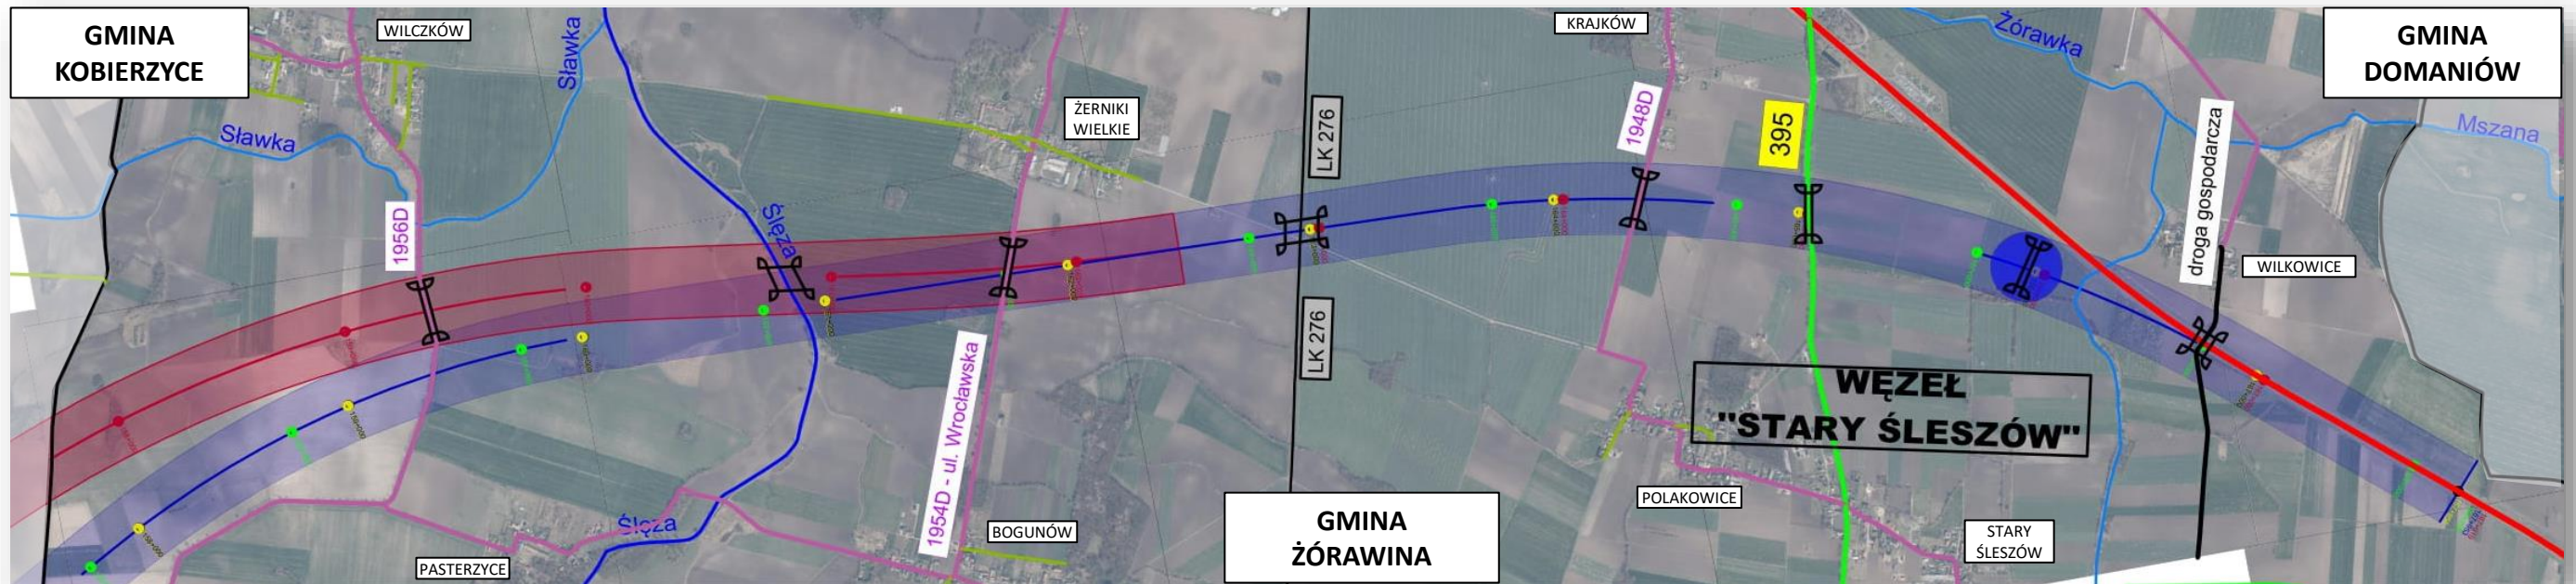 GMINA
KOBIERZYCE
WILCZKÓW
Sławka
KRAJKÓW
Żórawka
GMINA
DOMANIÓW
Sławka
ŻERNIKI
WIELKIE
LK 276
1948D
395
droga gospodarcza
Mszana
1956D
Ślęza
WILKOWICE
1954D - ul. Wrocławska
LK 276
WĘZEŁ
"STARY ŚLESZÓW"
POLAKOWICE
GMINA
ŻÓRAWINA
Ślęza
BOGUNÓW
STARY
ŚLESZÓW
PASTERZYCE